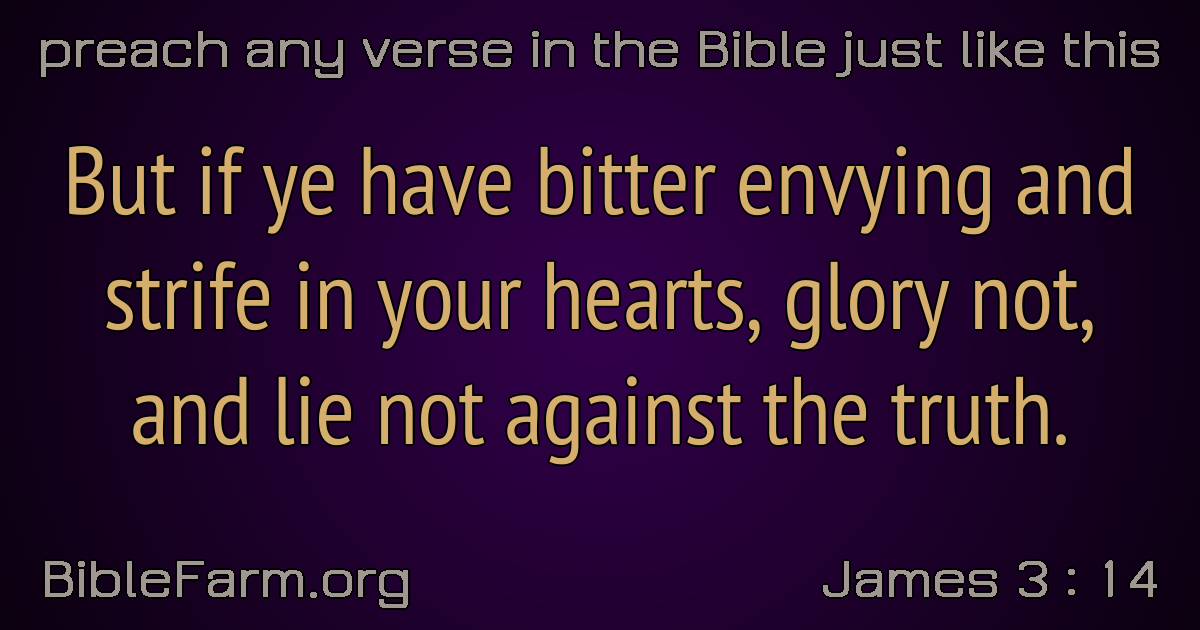 preach any verse in the Bible just like this
But if ye have bitter envying and
strife in your hearts, glory not,
and lie not against the truth.
BibleFarm.org
James 3 : 14